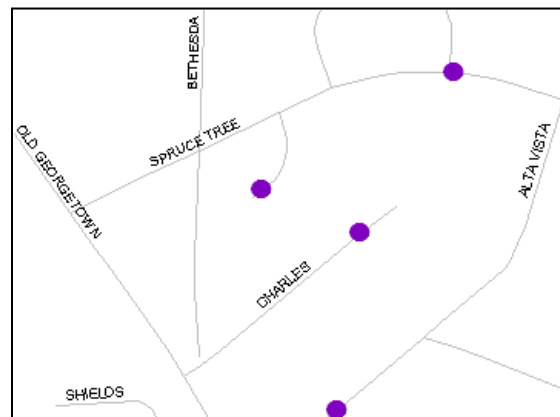 BETHESDA
SPRUCE TREE
OLD GEORGETOWN
ALTA VISTA
CHARLES
SHIELDS